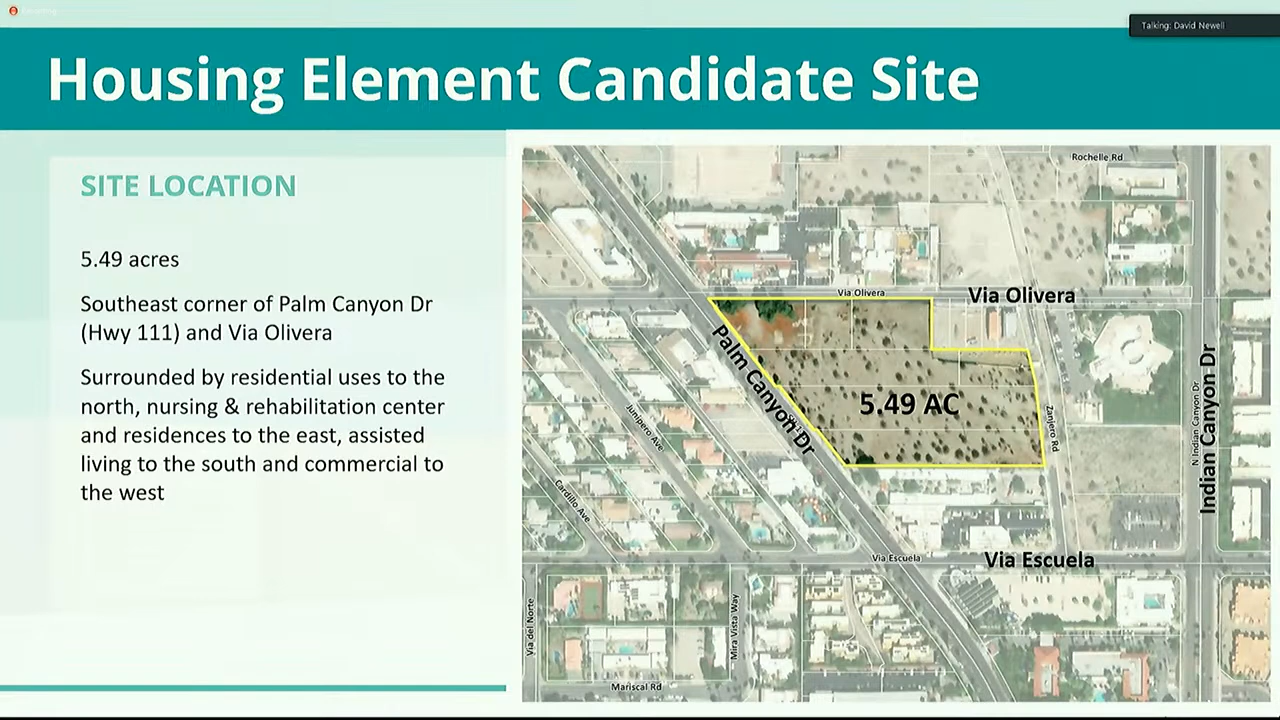 Recording
Talking: David Newell
Housing Element Candidate Site
SITE LOCATION
5.49 acres
Southeast corner of Palm Canyon Dr
(Hwy 111) and Via Olivera
Surrounded by residential uses to the
north, nursing & rehabilitation center
and residences to the east, assisted
living to the south and commercial to
the west
Rochelle Rd
Via Olivera
Via Olivera
Palm Canyon Dr
5.49 AC
Junipero Ave
Zanjero Rd
N Indian Canyon Dr
Indian Canyon Dr
Cardillo Ave
Via Escuela
Via Escuela
Via del Norte
Mira Vista Way
Mariscal Rd